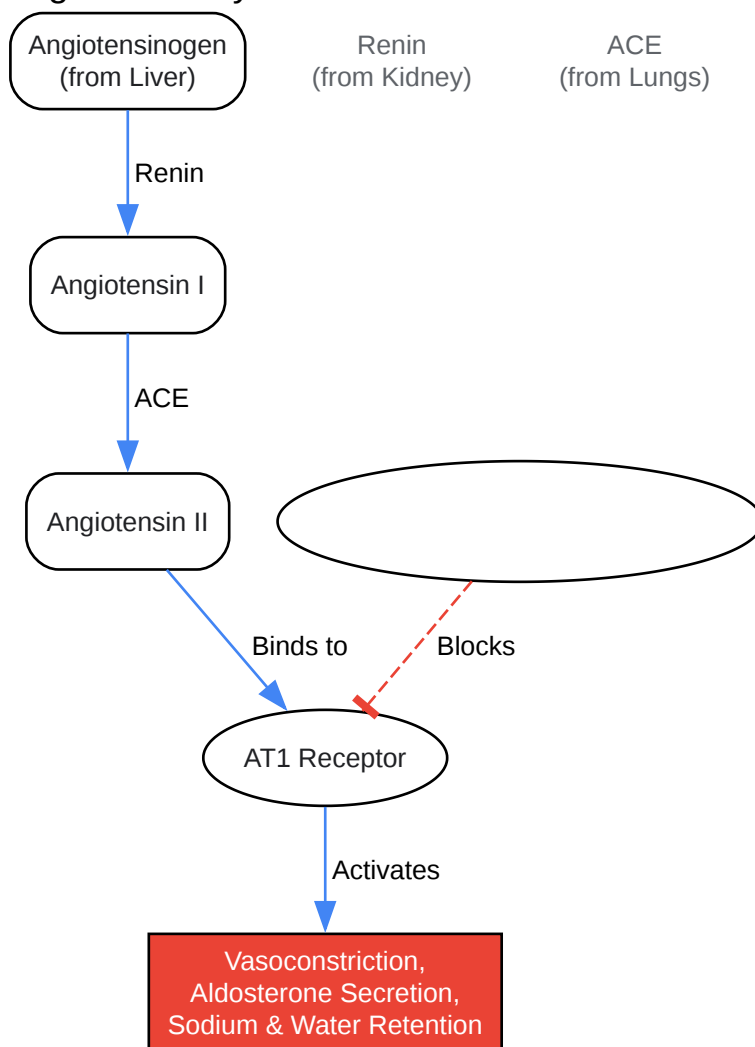 Angiotensinogen
(from Liver)
Renin
(from Kidney)
ACE
(from Lungs)
Renin
Angiotensin I
ACE
Angiotensin II
Binds to
Blocks
AT1 Receptor
Activates
Vasoconstriction,
Aldosterone Secretion,
Sodium & Water Retention